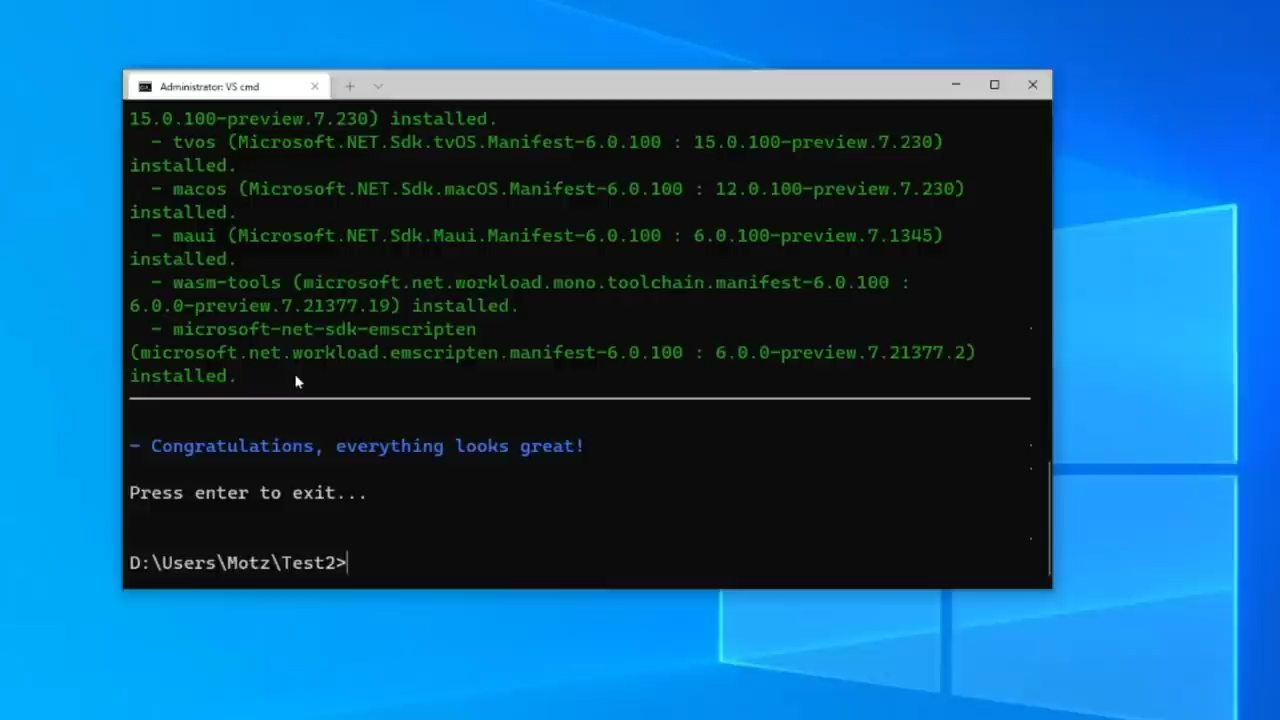 Administrator: VS cmd
15.0.100-preview.7.230) installed.
- tvos (Microsoft.NET.Sdk.tvOS.Manifest-6.0.100 : 15.0.100-preview.7.230)
installed.
- macos (Microsoft.NET.Sdk.macOS.Manifest-6.0.100 : 12.0.100-preview.7.230)
installed.
- maui (Microsoft.NET.Sdk.Maui.Manifest-6.0.100 : 6.0.100-preview.7.1345)
installed.
- wasm-tools (microsoft.net.workload.mono.toolchain.manifest-6.0.100 :
6.0.0-preview.7.21377.19) installed.
- microsoft-net-sdk-emscripten
(microsoft.net.workload.emscripten.manifest-6.0.100 : 6.0.0-preview.7.21377.2)
installed.
- Congratulations, everything looks great!
Press enter to exit...
D:\Users\Motz\Test2>